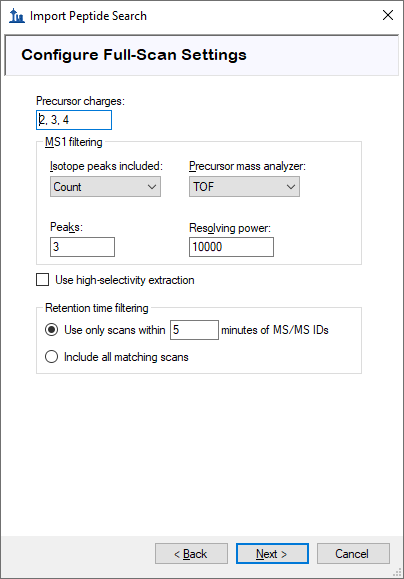 Import Peptide Search
Configure Full-Scan Settings
Precursor charges:
2, 3, 4
MS1 filtering
Isotope peaks included:
Precursor mass analyzer:
Count
TOF
Peaks:
Resolving power:
3
10000
Use high-selectivity extraction
Retention time filtering
Use only scans within 5 minutes of MS/MS IDs
Include all matching scans
< Back
Next >
Cancel